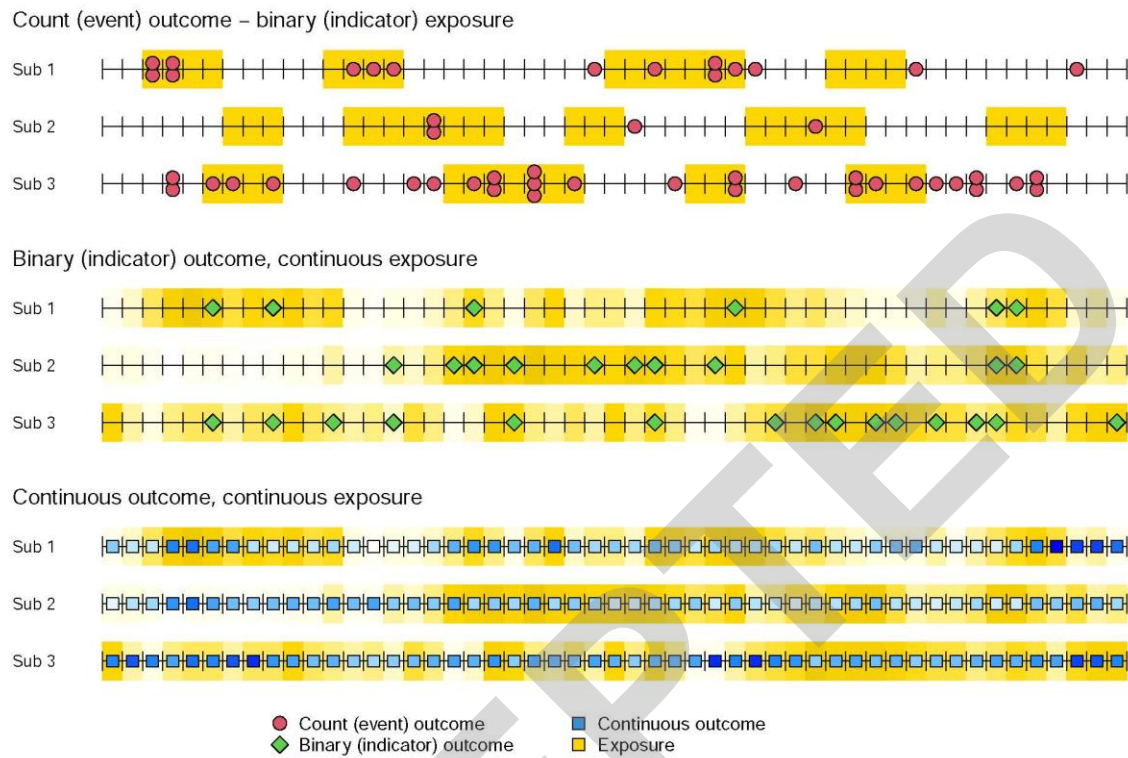 Count (event) outcome – binary (indicator) exposure
Sub 1
Sub 2
Sub 3
Binary (indicator) outcome, continuous exposure
Sub 1
Sub 2
Sub 3
Continuous outcome, continuous exposure
Sub 1
Sub 2
Sub 3
Count (event) outcome
Continuous outcome
Binary (indicator) outcome
Exposure
PTED